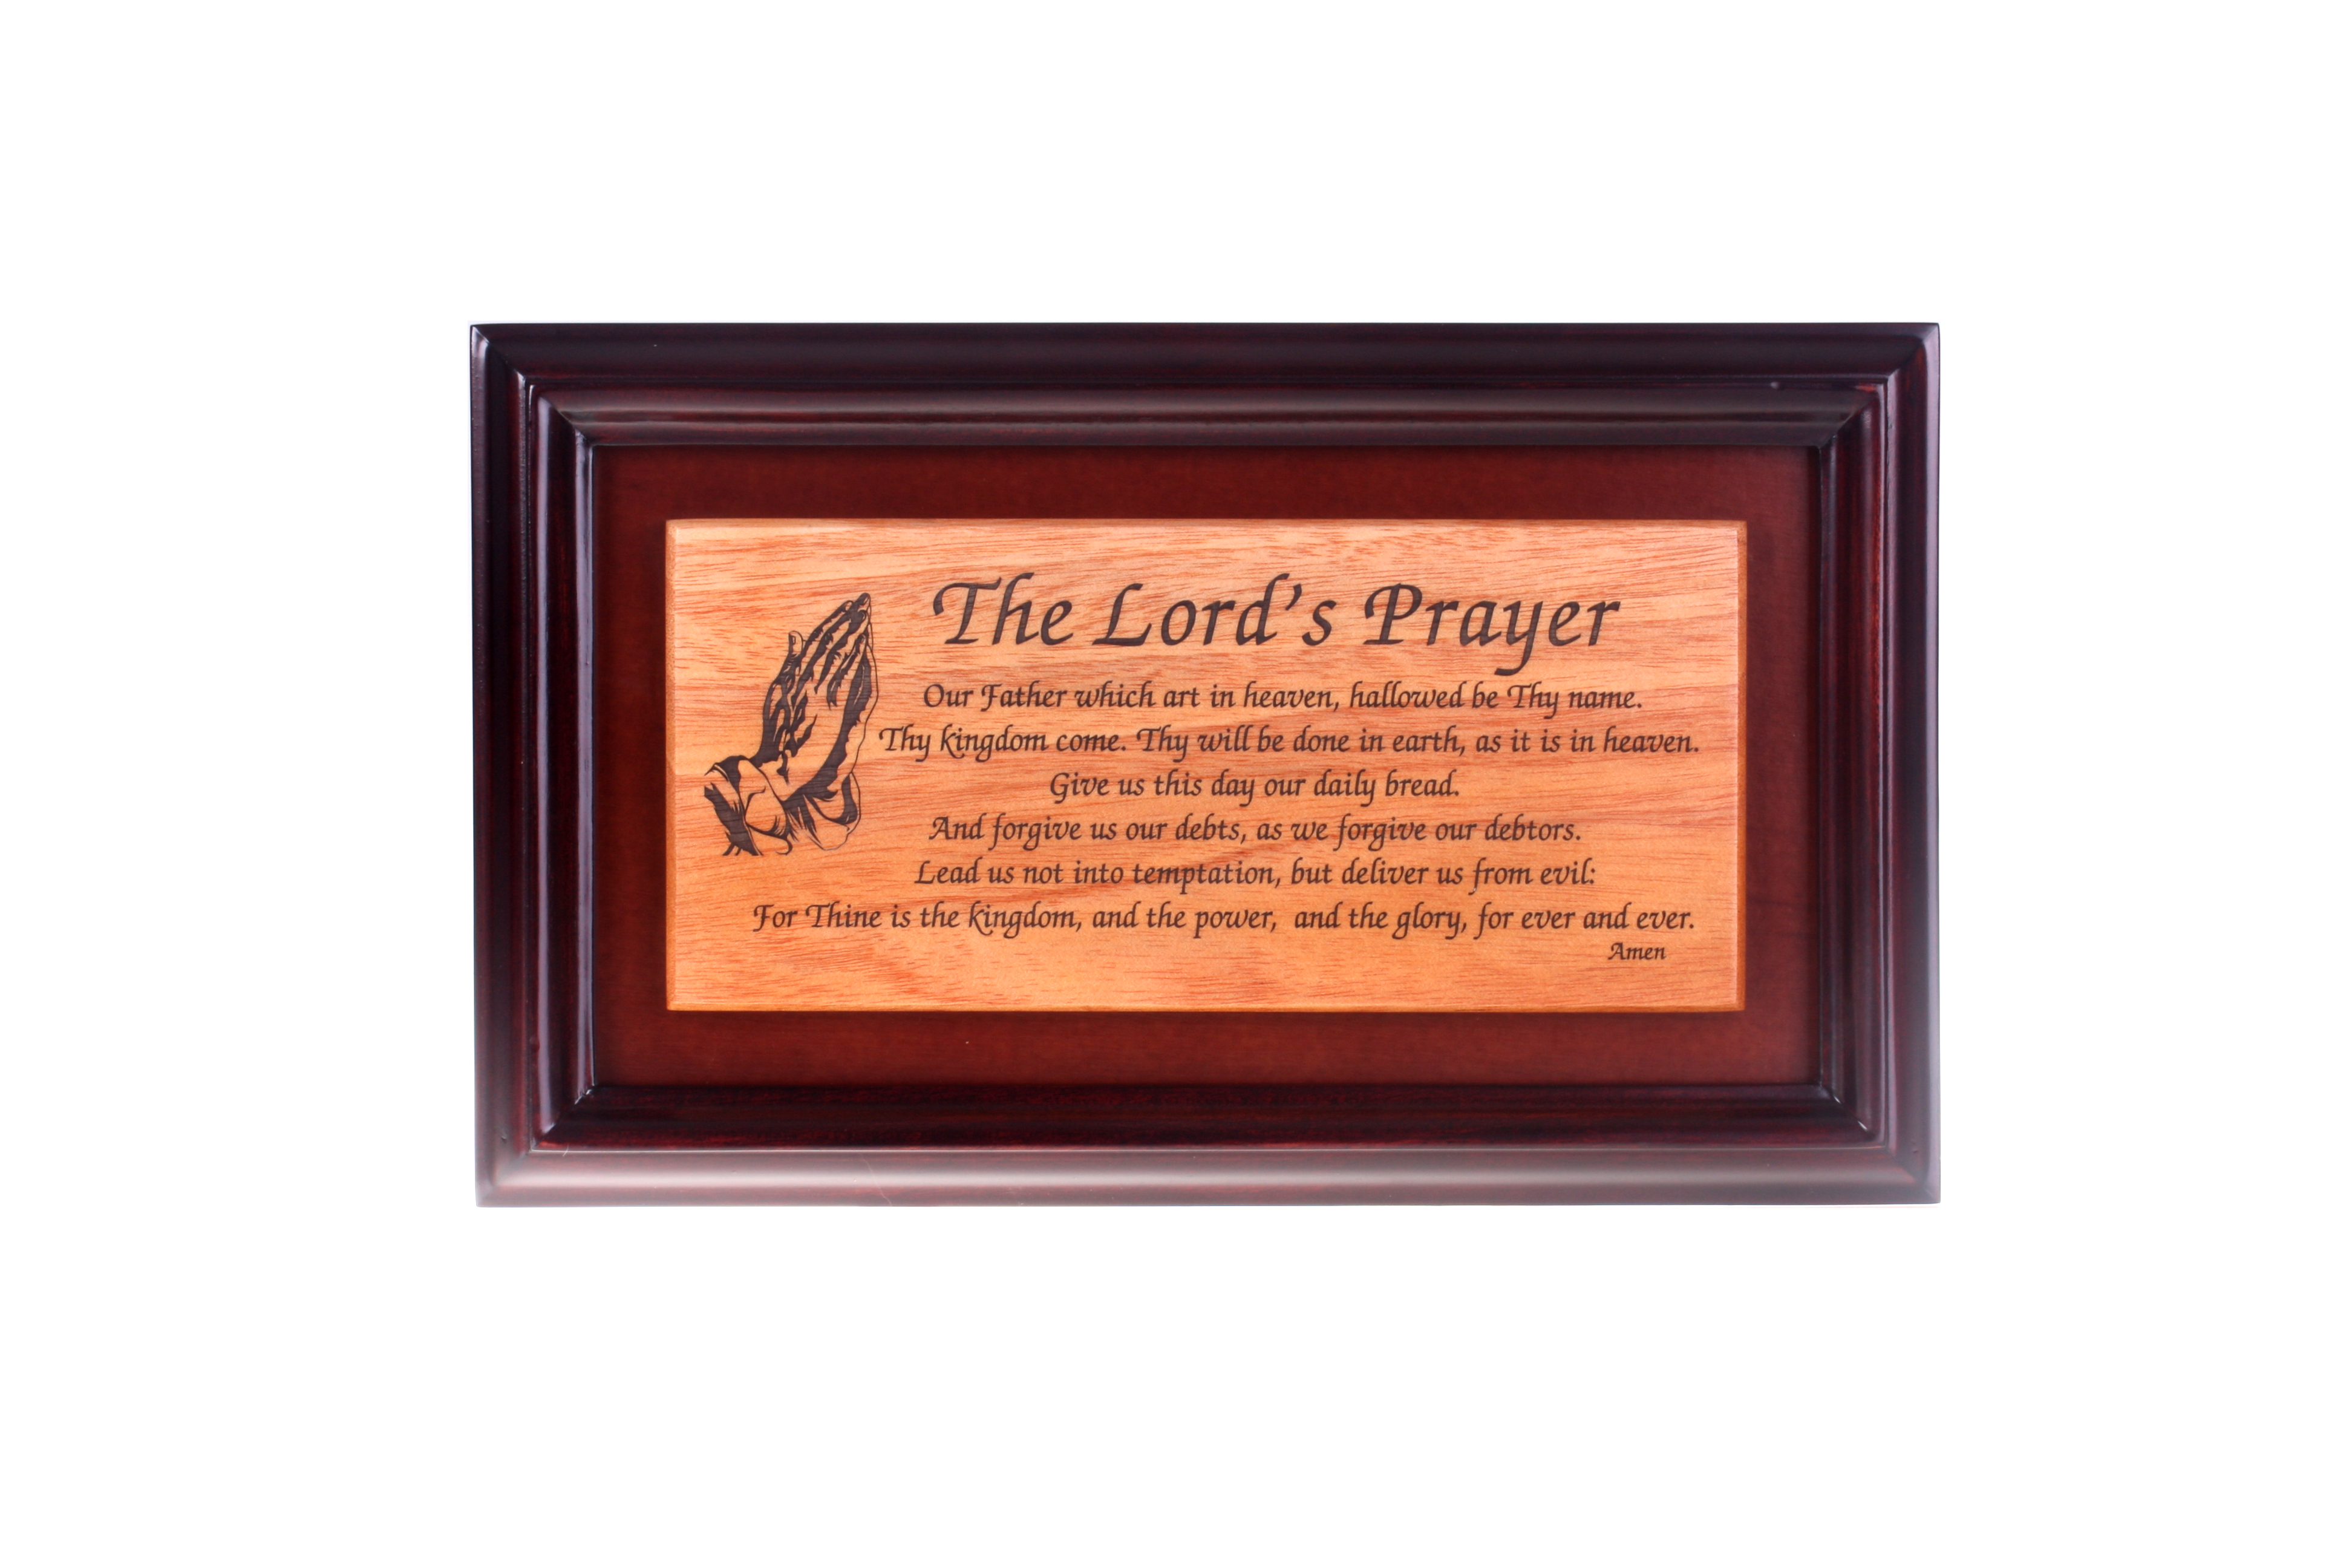 The Lord's Prayer
Our Father which art in heaven, hallowed be Thy name.
Thy kingdom come. Thy will be done in earth, as it is in heaven.
Give us this day our daily bread.
And forgive us our debts, as we forgive our debtors.
Lead us not into temptation, but deliver us from evil:
For Thine is the kingdom, and the power, and the glory, for ever and ever.
Amen